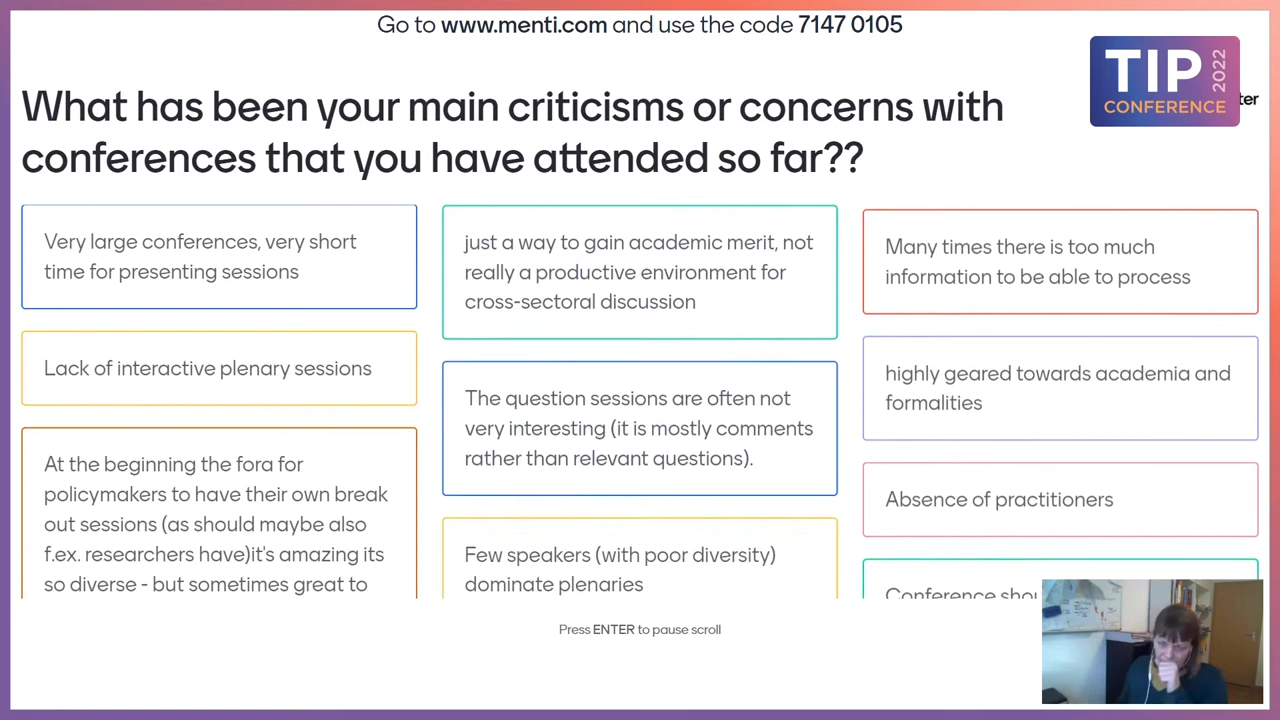 Go to www.menti.com and use the code 7147 0105
TIP
2022
CONFERENCE
ter
What has been your main criticisms or concerns with
conferences that you have attended so far??
Very large conferences, very short
time for presenting sessions
Lack of interactive plenary sessions
At the beginning the fora for
policymakers to have their own break
out sessions (as should maybe also
f.ex. researchers have)it's amazing its
so diverse - but sometimes great to
just a way to gain academic merit, not
really a productive environment for
cross-sectoral discussion
The question sessions are often not
very interesting (it is mostly comments
rather than relevant questions).
Few speakers (with poor diversity)
dominate plenaries
Many times there is too much
information to be able to process
highly geared towards academia and
formalities
Absence of practitioners
Conference shou
Press ENTER to pause scroll